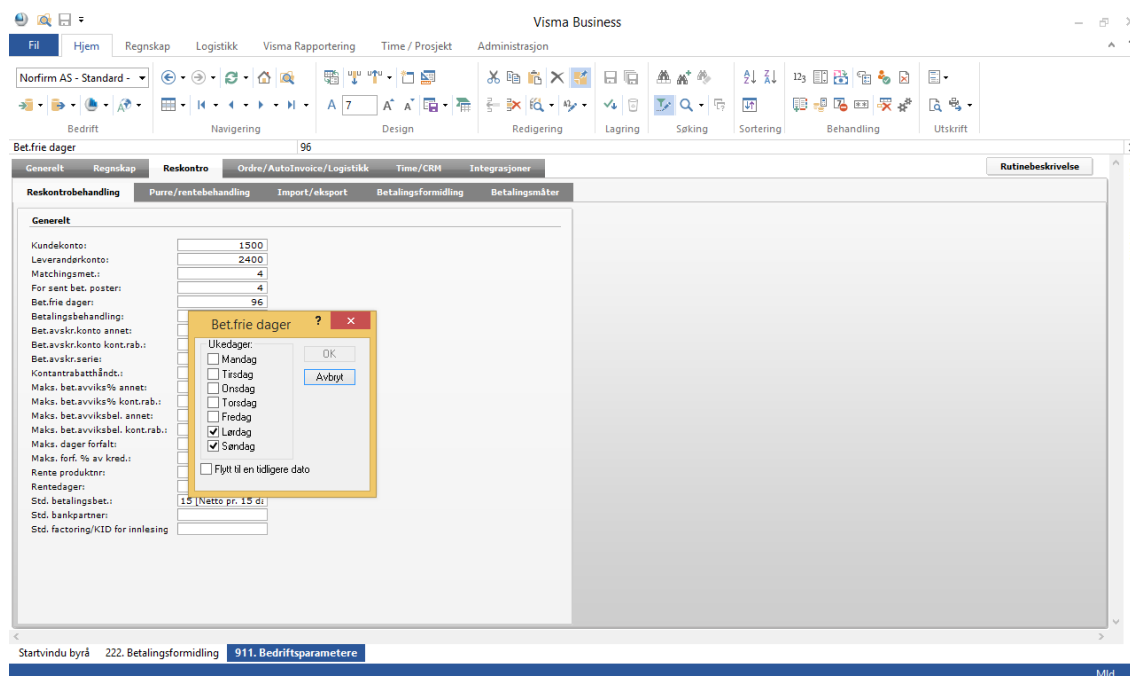 Visma Business
Fil Hjem Regnskap Logistikk Visma Rapportering Time / Prosjekt Administrasjon
Norfirm AS - Standard -
A 7 A A
Bedrift Navigering Design Redigering Lagring Søking Sortering Behandling Utskrift
Bet.frie dager 96
Generelt Regnskap Reskontro Ordre/AutoInvoice/Logistikk Time/CRM Integrasjoner Rutinebeskrivelse
Reskontrobehandling Purre/rentebehandling Import/eksport Betalingsformidling Betalingsmåter
Generelt
Kundekonto: 1500
Leverandørkonto: 2400
Matchingsmet.: 4
For sent bet. poster: 4
Bet.frie dager: 96
Betalingsbehandling:
Bet.avskr.konto annet:
Bet.avskr.konto kont.rab.:
Bet.avskr.serie:
Kontantrabatthåndt.:
Maks. bet.avviks% annet:
Maks. bet.avviks% kont.rab.:
Maks. bet.avviksbel. annet:
Maks. bet.avviksbel. kont.rab.:
Maks. dager forfalt:
Maks. forf. % av kred.:
Rente produktnr:
Rentedager:
Std. betalingsbet.: 15 [Netto pr. 15 da
Std. bankpartner:
Std. factoring/KID for innlesing
Bet.frie dager ? ×
Ukedager:
Mandag
Tirsdag
Onsdag
Torsdag
Fredag
Lørdag
Søndag
OK
Avbryt
Flytt til en tidligere dato
Startvindu byrå 222. Betalingsformidling 911. Bedriftsparametere
Mld